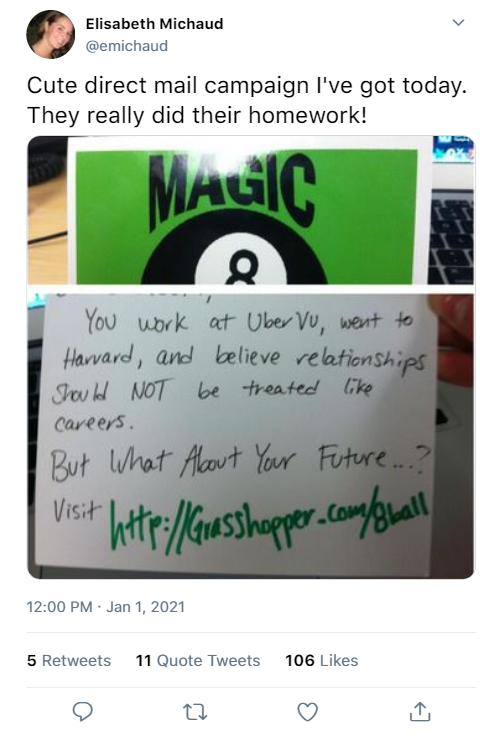 Elisabeth Michaud
@emichaud
Cute direct mail campaign I've got today.
They really did their homework!
MAGIC
8
You work at UberVu, went to
Harvard, and believe relationships
Should NOT be treated like
careers.
But What About Your Future...?
Visit http://Grasshopper.com/8ball
12:00 PM · Jan 1, 2021
5 Retweets 11 Quote Tweets 106 Likes